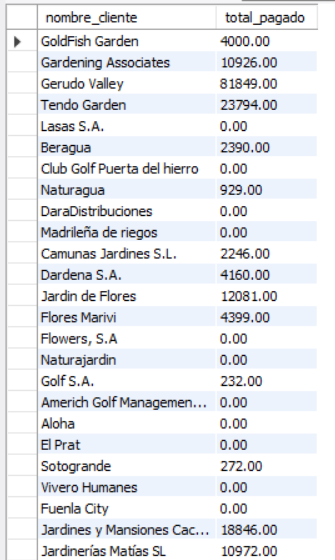 nombre_cliente total_pagado
GoldFish Garden 4000.00
Gardening Associates 10926.00
Gerudo Valley 81849.00
Tendo Garden 23794.00
Lasas S.A. 0.00
Beragua 2390.00
Club Golf Puerta del hierro 0.00
Naturagua 929.00
DaraDistribuciones 0.00
Madrileña de riegos 0.00
Camunas Jardines S.L. 2246.00
Dardena S.A. 4160.00
Jardin de Flores 12081.00
Flores Marivi 4399.00
Flowers, S.A 0.00
Naturajardin 0.00
Golf S.A. 232.00
Americh Golf Managemen... 0.00
Aloha 0.00
El Prat 0.00
Sotogrande 272.00
Vivero Humanes 0.00
Fuenla City 0.00
Jardines y Mansiones Cac... 18846.00
Jardinerías Matías SL 10972.00